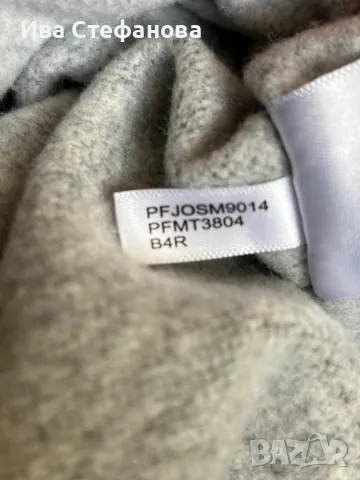 Ива Стефанова
PFJOSM9014
PFMT3804
B4R
BAZAR